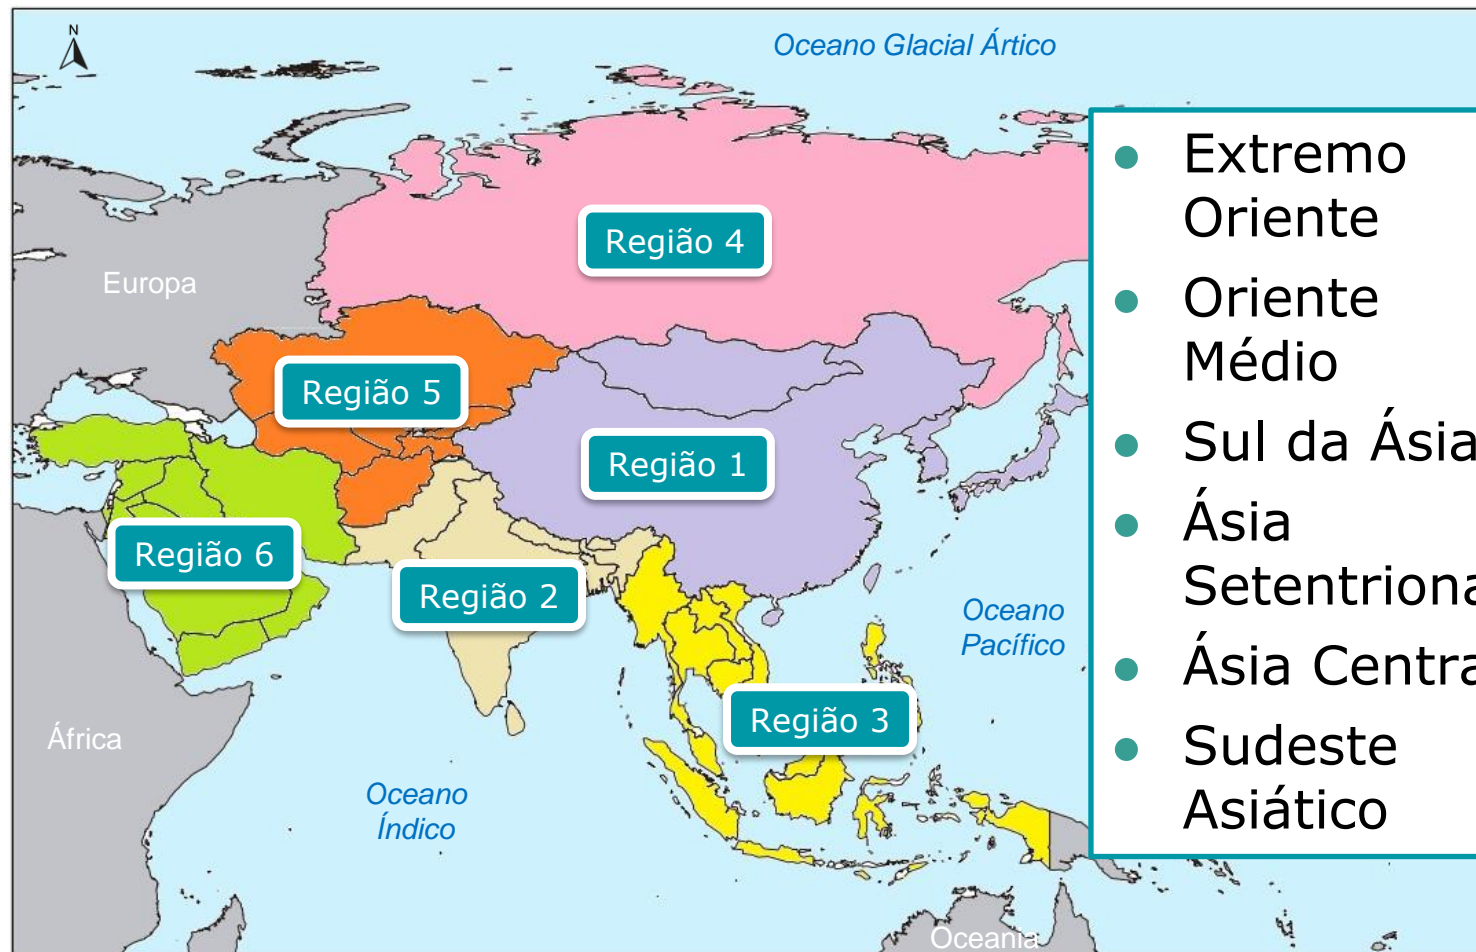 N
Oceano Glacial Ártico
Extremo
Oriente
Região 4
Europa
Oriente
Médio
Região 5
Sul da Ásia
Região 1
Ásia
Setentriona
Região 6
Região 2
Oceano
Pacífico
Ásia Centra
Região 3
África
Sudeste
Asiático
Oceano
Índico
Oceania